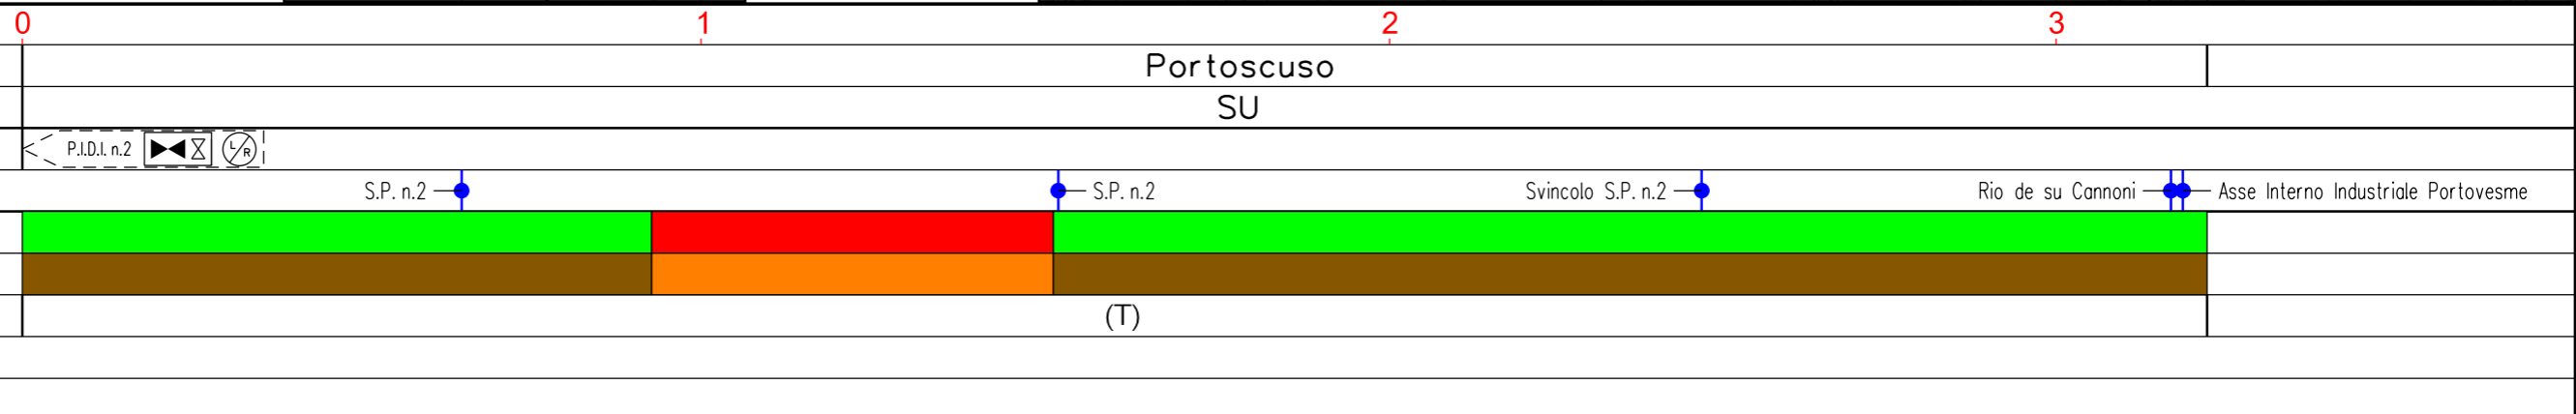 0 1 2 3
Portoscuso
SU
P.I.D.I. n.2 L/R
S.P. n.2 S.P. n.2 Svincolo S.P. n.2 Rio de su Cannoni Asse Interno Industriale Portovesme
(T)